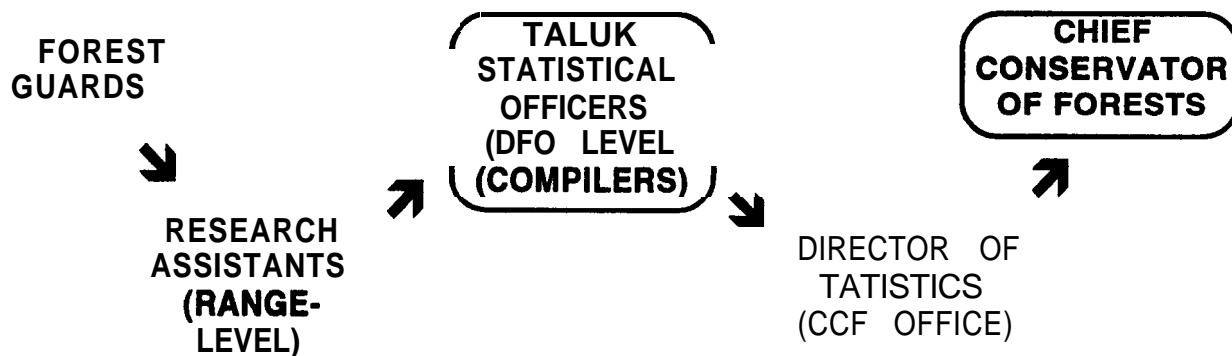 FOREST
GUARDS
RESEARCH
ASSISTANTS
(RANGE-
LEVEL)
TALUK
STATISTICAL
OFFICERS
(DFO LEVEL
(COMPILERS)
DIRECTOR OF
TATISTICS
(CCF OFFICE)
CHIEF
CONSERVATOR
OF FORESTS